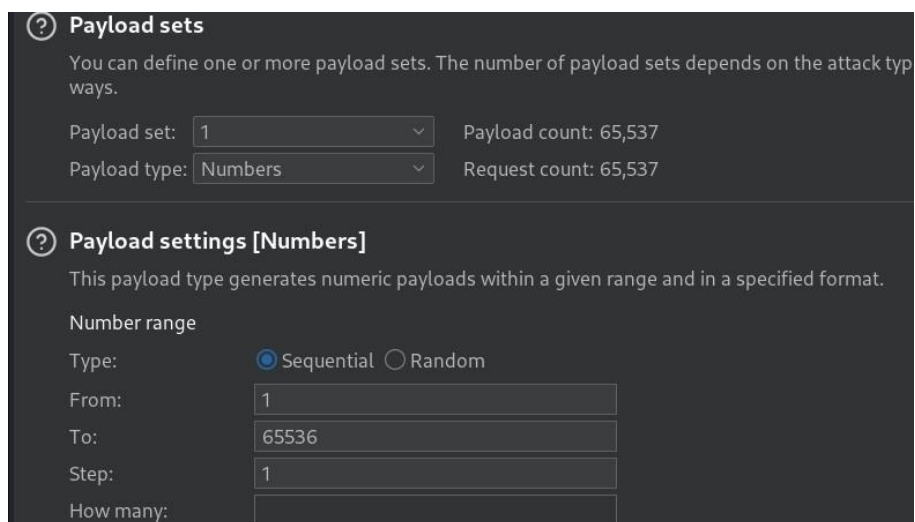 Payload sets
You can define one or more payload sets. The number of payload sets depends on the attack typ
ways.
Payload set: 1 Payload count: 65,537
Payload type: Numbers Request count: 65,537
Payload settings [Numbers]
This payload type generates numeric payloads within a given range and in a specified format.
Number range
Type: Sequential Random
From: 1
To: 65536
Step: 1
How many: